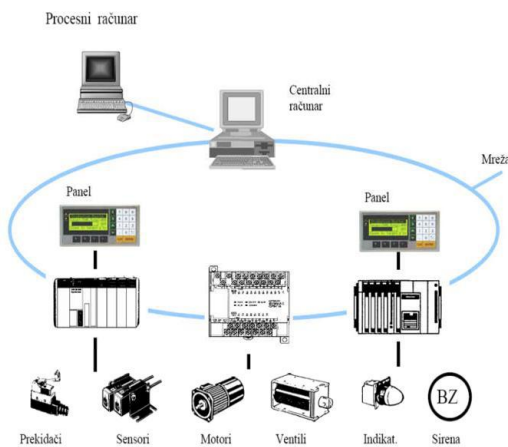 Procesni računar
Centralni
računar
Mreža
Panel
Panel
BZ
Prekidači
Sensori
Motori
Ventili
Indikat.
Sirena